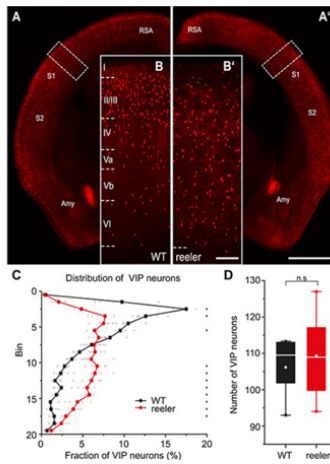 A
RSA
A'
S1
S2
Amy
B
I
II/III
IV
Va
Vb
VI
WT
B'
reeler
S1
S2
Amy
C
Distribution of VIP neurons
0
5
10
15
20
Bin
WT
reeler
0
5
10
15
20
Fraction of VIP neurons (%)
D
n.s
130
120
110
100
90
Number of VIP neurons
WT
reeler